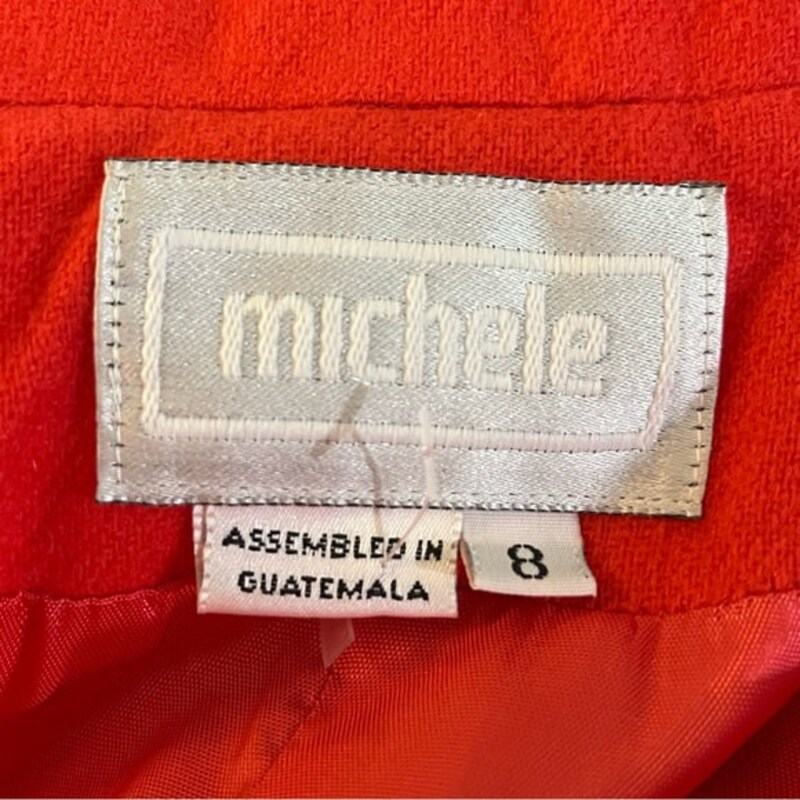 michele
ASSEMBLED IN
GUATEMALA
8